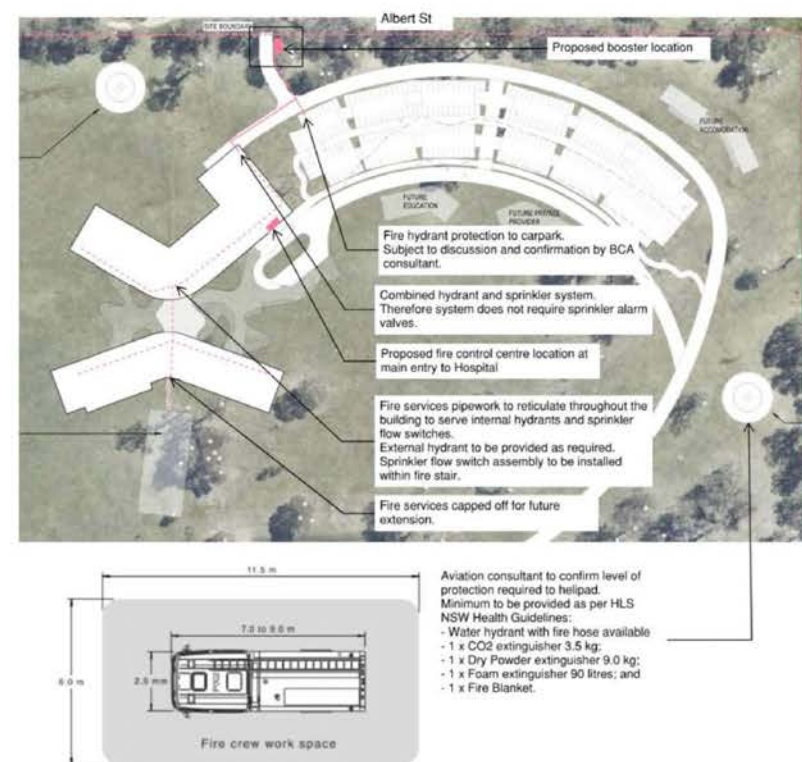 Albert St
SITE BOUNDARY
Proposed booster location
FUTURE
ACCOMODATION
FUTURE
EDUCATION
FUTURE PRIVATE
PROVIDER
Fire hydrant protection to carpark.
Subject to discussion and confirmation by BCA
consultant.
Combined hydrant and sprinkler system.
Therefore system does not require sprinkler alarm
valves.
Proposed fire control centre location at
main entry to Hospital
Fire services pipework to reticulate throughout the
building to serve internal hydrants and sprinkler
flow switches.
External hydrant to be provided as required.
Sprinkler flow switch assembly to be installed
within fire stair.
Fire services capped off for future
extension.
11.5 m
7.0 to 9.0 m
6.0 m
2.5 mm
Fire crew work space
Aviation consultant to confirm level of
protection required to helipad.
Minimum to be provided as per HLS
NSW Health Guidelines:
- Water hydrant with fire hose available
- 1 x CO2 extinguisher 3.5 kg;
- 1 x Dry Powder extinguisher 9.0 kg;
- 1 x Foam extinguisher 90 litres; and
- 1 x Fire Blanket.